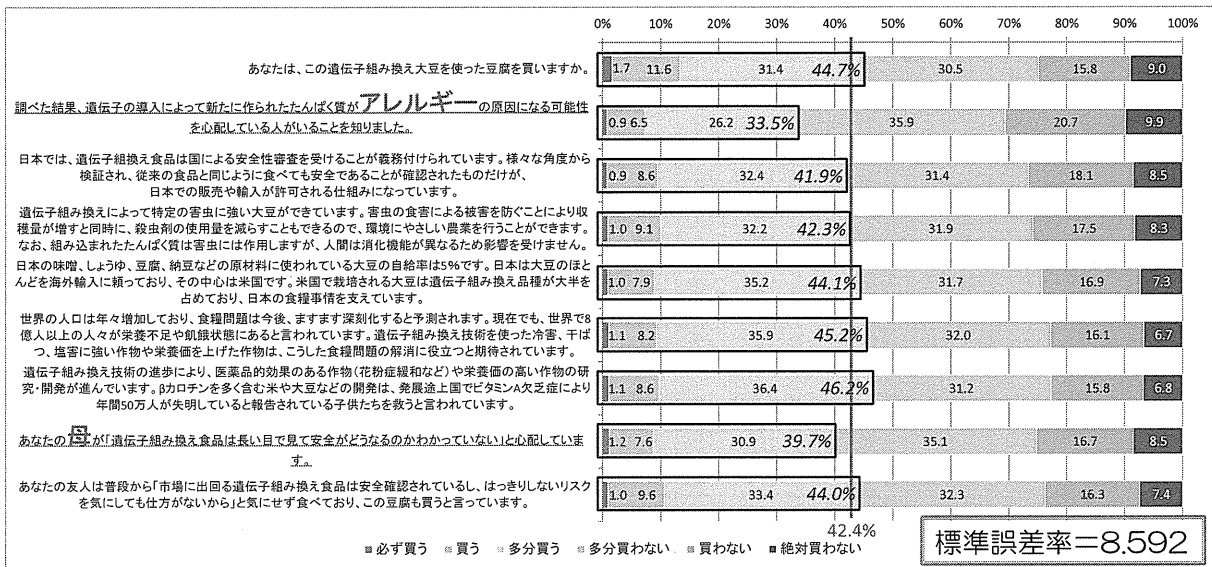 0% 10% 20% 30% 40% 50% 60% 70% 80% 90% 100%
あなたは、この遺伝子組み換え大豆を使った豆腐を買いますか。
1.7 11.6 31.4 44.7% 30.5 15.8 9.0
調べた結果、遺伝子の導入によって新たに作られたたんぱく質がアレルギーの原因になる可能性
を心配している人がいることを知りました。
0.9 6.5 26.2 33.5% 35.9 20.7 9.9
日本では、遺伝子組換え食品は国による安全性審査を受けることが義務付けられています。様々な角度から
検証され、従来の食品と同じように食べても安全であることが確認されたものだけが、
日本での販売や輸入が許可される仕組みになっています。
0.9 8.6 32.4 41.9% 31.4 18.1 8.5
遺伝子組み換えによって特定の害虫に強い大豆ができています。害虫の食害による被害を防ぐことにより収
穫量が増すと同時に、殺虫剤の使用量を減らすこともできるので、環境にやさしい農業を行うことができます。
なお、組み込まれたたんぱく質は害虫には作用しますが、人間は消化機能が異なるため影響を受けません。
1.0 9.1 32.2 42.3% 31.9 17.5 8.3
日本の味噌、しょうゆ、豆腐、納豆などの原材料に使われている大豆の自給率は5%です。日本は大豆のほと
んどを海外輸入に頼っており、その中心は米国です。米国で栽培される大豆は遺伝子組み換え品種が大半を
占めており、日本の食糧事情を支えています。
1.0 7.9 35.2 44.1% 31.7 16.9 7.3
世界の人口は年々増加しており、食糧問題は今後、ますます深刻化すると予測されます。現在でも、世界で8
億人以上の人々が栄養不足や飢餓状態にあると言われています。遺伝子組み換え技術を使った冷害、干ば
つ、塩害に強い作物や栄養価を上げた作物は、こうした食糧問題の解消に役立つと期待されています。
1.1 8.2 35.9 45.2% 32.0 16.1 6.7
遺伝子組み換え技術の進歩により、医薬品的効果のある作物(花粉症緩和など)や栄養価の高い作物の研
究・開発が進んでいます。βカロチンを多く含む米や大豆などの開発は、発展途上国でビタミンA欠乏症により
年間50万人が失明していると報告されている子供たちを救うと言われています。
1.1 8.6 36.4 46.2% 31.2 15.8 6.8
あなたの母が「遺伝子組み換え食品は長い目で見て安全がどうなるのかわかっていない」と心配していま
す。
1.2 7.6 30.9 39.7% 35.1 16.7 8.5
あなたの友人は普段から「市場に出回る遺伝子組み換え食品は安全確認されているし、はっきりしないリスク
を気にしても仕方がないから」と気にせず食べており、この豆腐も買うと言っています。
1.0 9.6 33.4 44.0% 32.3 16.3 7.4
42.4%
必ず買う 買う 多分買う 多分買わない 買わない 絶対買わない
標準誤差率=8.592